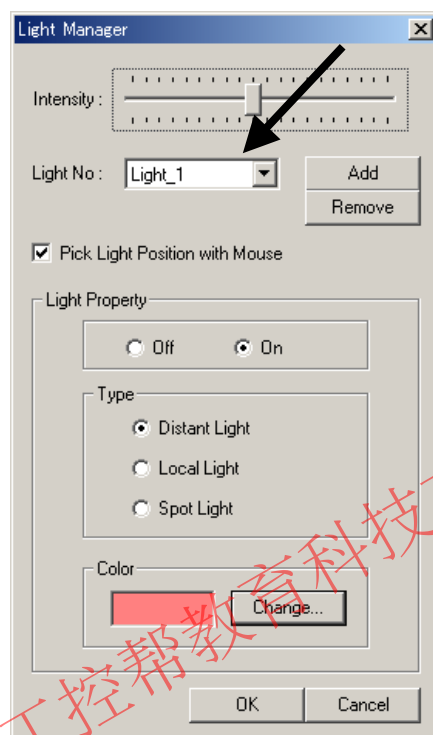 Light Manager
Intensity :
Light No :
Light_1
Add
Remove
Pick Light Position with Mouse
Light Property
Off
On
Type
Distant Light
Local Light
Spot Light
Color
Change...
OK
Cancel
工控帮教育科技